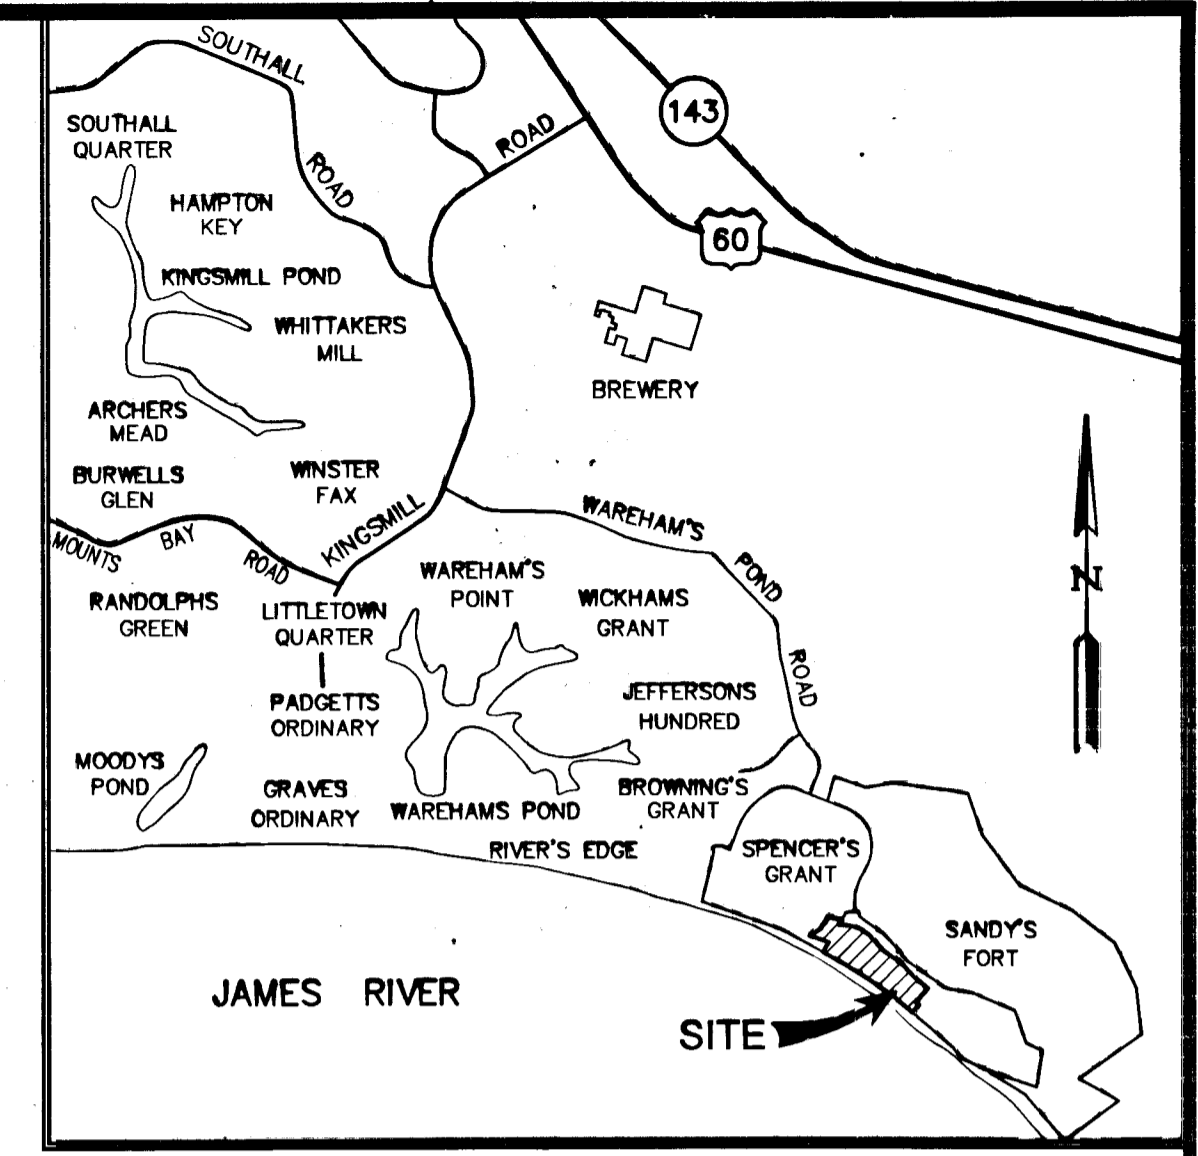 SOUTHALL
ROAD
143
SOUTHALL
QUARTER
ROAD
60
HAMPTON
KEY
KINGSMILL POND
WHITTAKERS
MILL
BREWERY
ARCHERS
MEAD
BURWELLS
GLEN
WINSTER
FAX
KINGSMILL
WAREHAM'S
POND
ROAD
MOUNTS
BAY
ROAD
N
WAREHAM'S
POINT
WICKHAMS
GRANT
RANDOLPHS
GREEN
LITTLETOWN
QUARTER
PADGETTS
ORDINARY
JEFFERSONS
HUNDRED
MOODYS
POND
GRAVES
ORDINARY
WAREHAMS POND
BROWNING'S
GRANT
RIVER'S EDGE
SPENCER'S
GRANT
SANDY'S
FORT
JAMES RIVER
SITE